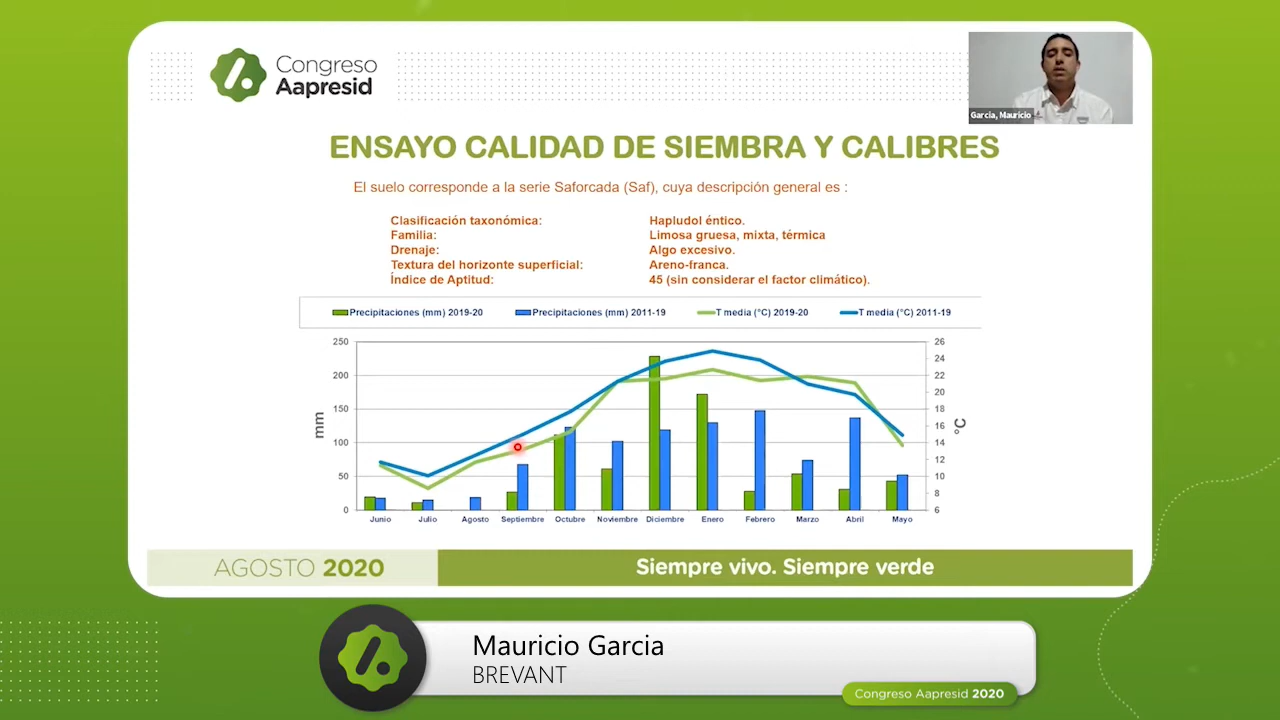 Congreso
Aapresid
Garcia, Mauricio
ENSAYO CALIDAD DE SIEMBRA Y CALIBRES
El suelo corresponde a la serie Saforcada (Saf), cuya descripción general es :
Clasificación taxonómica: Hapludol éntico.
Familia: Limosa gruesa, mixta, térmica
Drenaje: Algo excesivo.
Textura del horizonte superficial: Areno-franca.
Índice de Aptitud: 45 (sin considerar el factor climático).
Precipitaciones (mm) 2019-20 Precipitaciones (mm) 2011-19 T media (°C) 2019-20 T media (°C) 2011-19
250 26
24
200 22
20
150 18
16
100 14
12
50 10
8
0 6
mm
°C
Junio Julio Agosto Septiembre Octubre Noviembre Diciembre Enero Febrero Marzo Abril Mayo
AGOSTO 2020 Siempre vivo. Siempre verde
Mauricio Garcia
BREVANT
Congreso Aapresid 2020